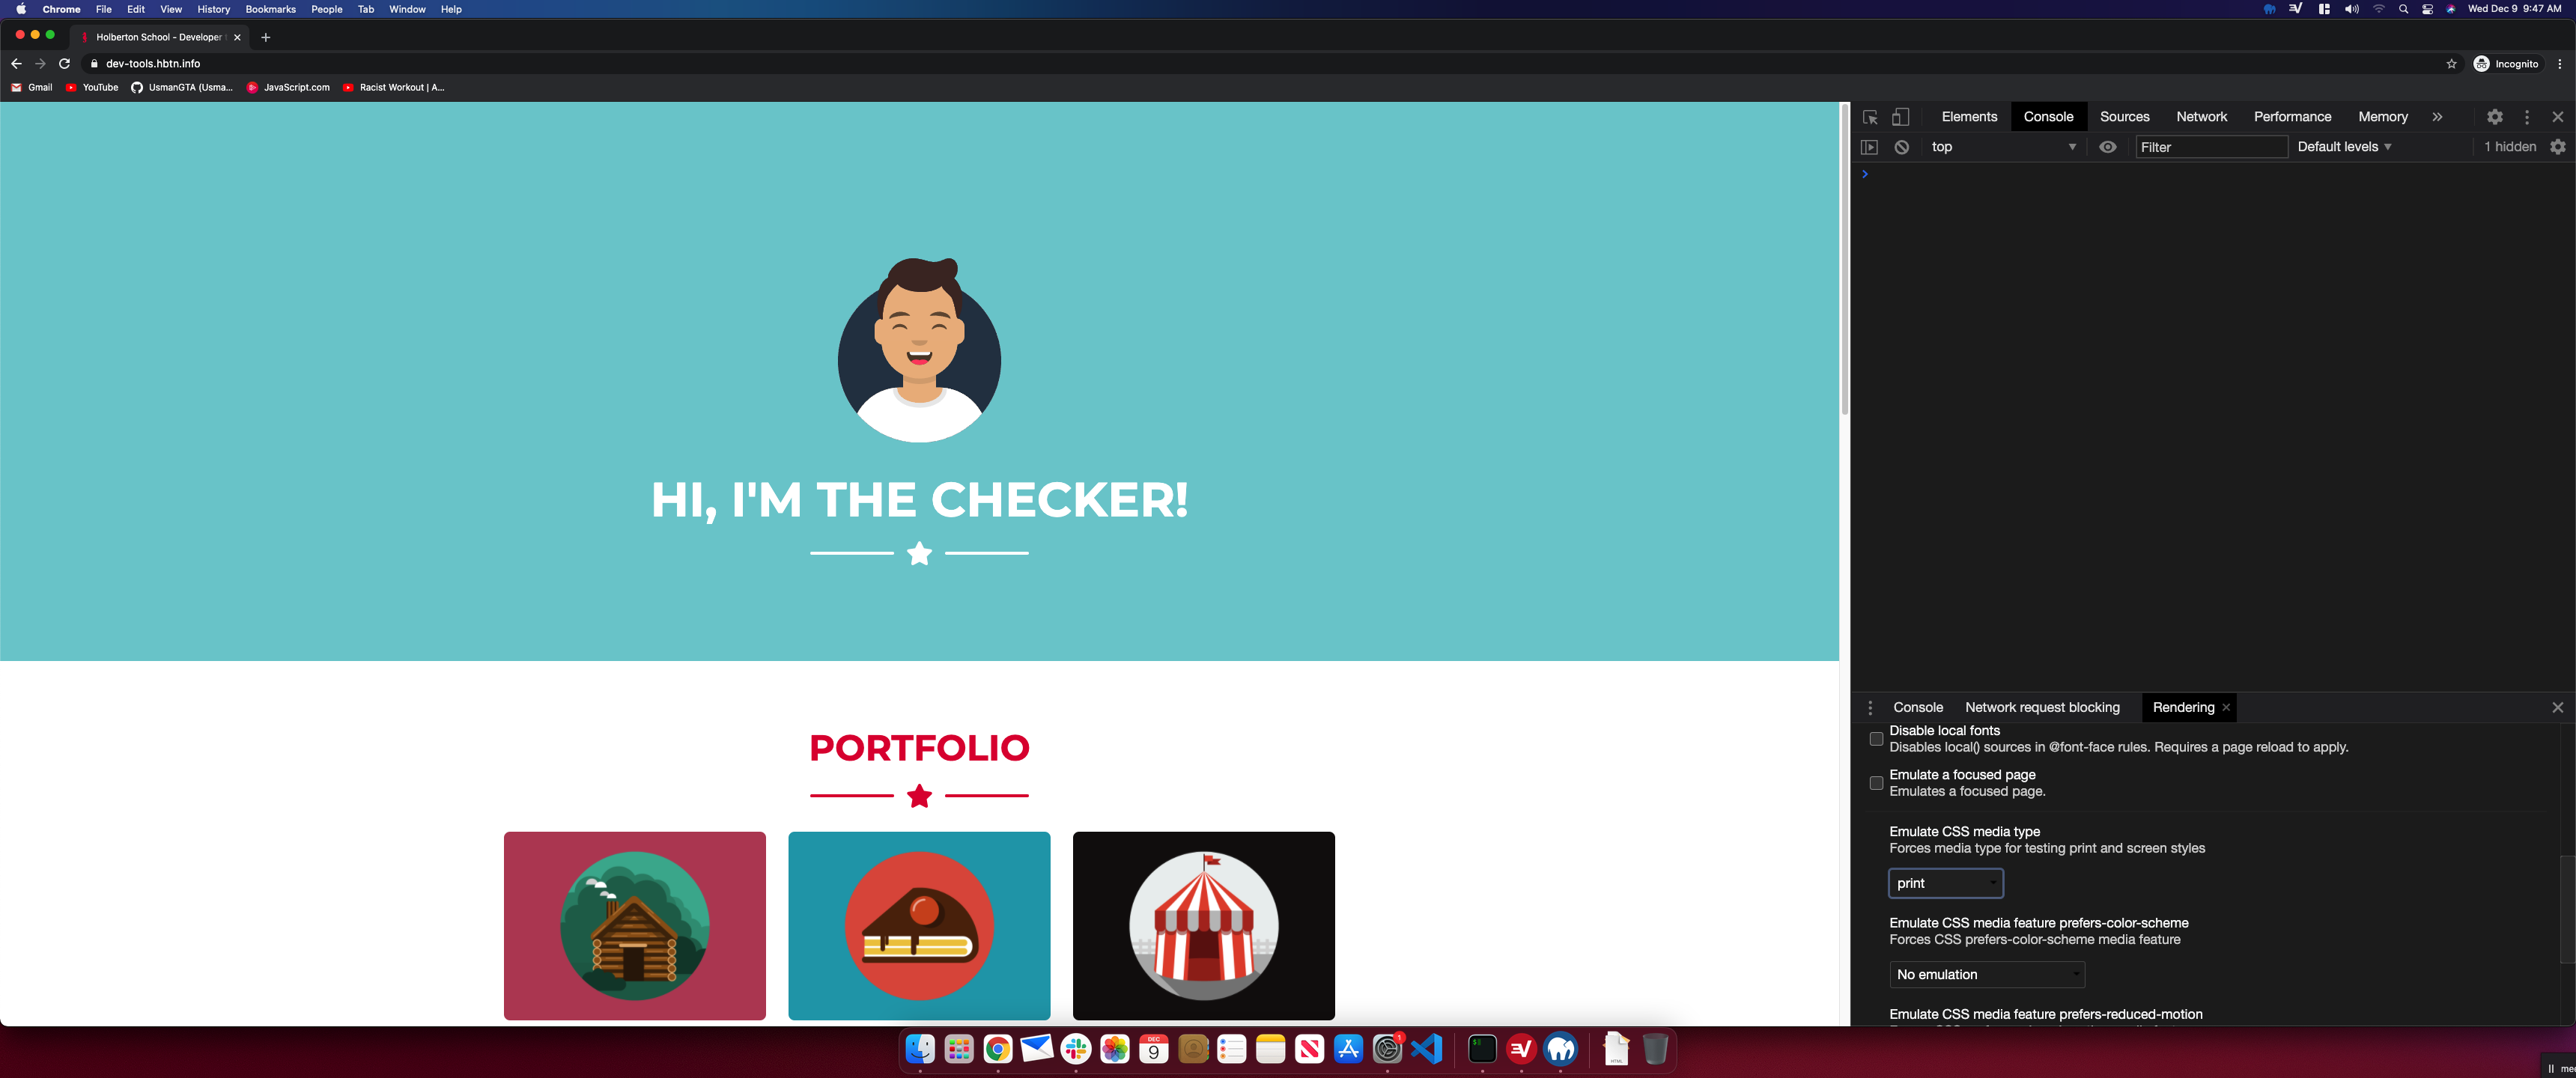 Chrome File Edit View History Bookmarks People Tab Window Help
Wed Dec 9 9:47 AM
Holberton School - Developer
dev-tools.hbtn.info
Incognito
Gmail YouTube UsmanGTA (Usma... JavaScript.com Racist Workout | A...
Elements Console Sources Network Performance Memory
top Filter Default levels 1 hidden
HI, I'M THE CHECKER!
PORTFOLIO
Console Network request blocking Rendering
Disable local fonts
Disables local() sources in @font-face rules. Requires a page reload to apply.
Emulate a focused page
Emulates a focused page.
Emulate CSS media type
Forces media type for testing print and screen styles
print
Emulate CSS media feature prefers-color-scheme
Forces CSS prefers-color-scheme media feature
No emulation
Emulate CSS media feature prefers-reduced-motion
DEC
9
1
HTML